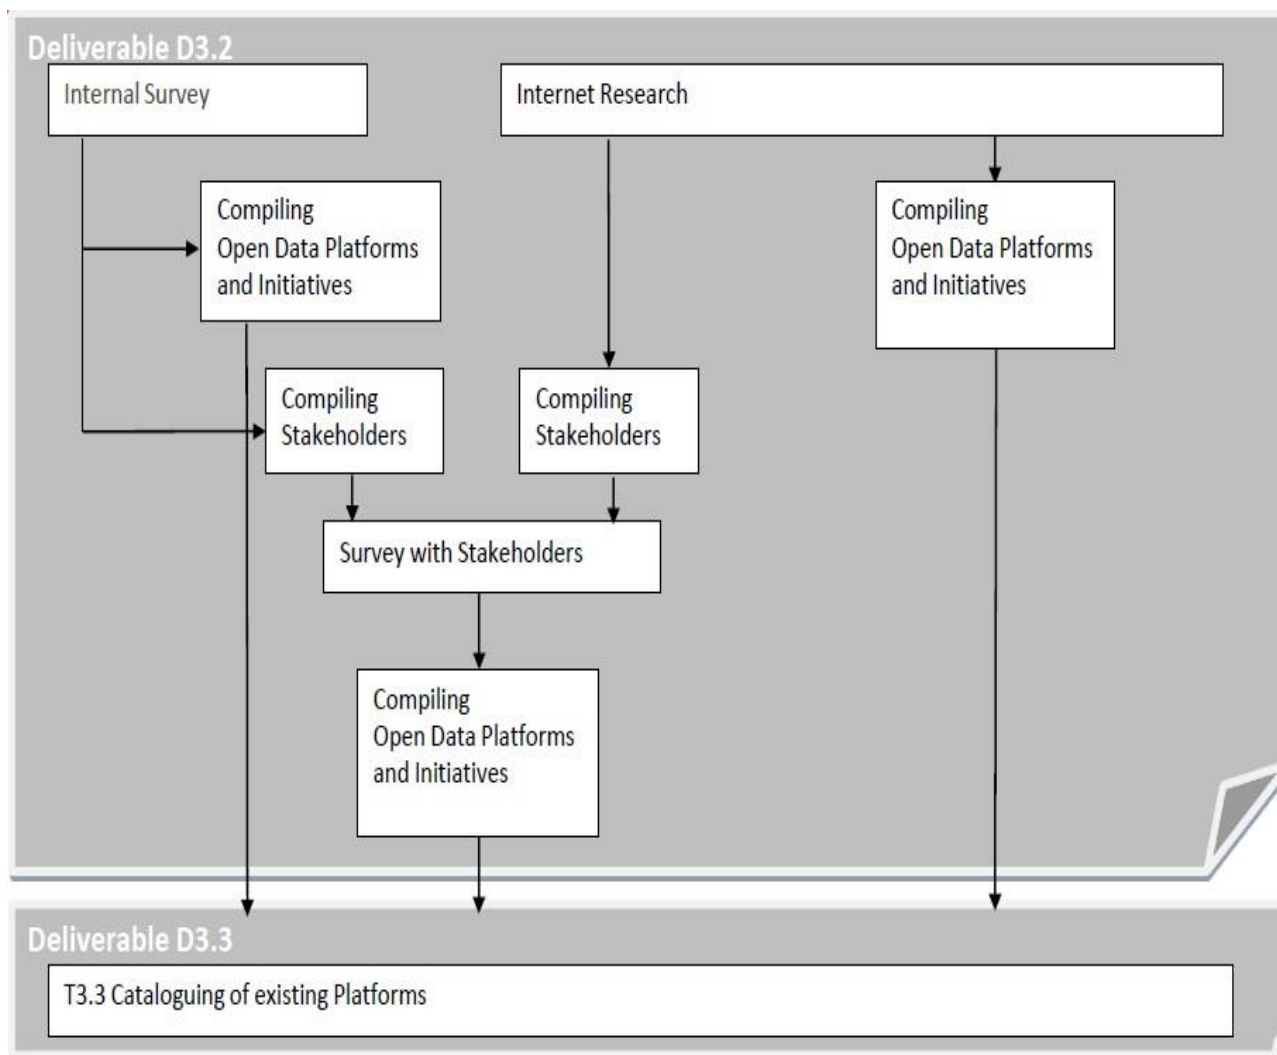 Deliverable D3.2
Internal Survey
Internet Research
Compiling
Open Data Platforms
and Initiatives
Compiling
Open Data Platforms
and Initiatives
Compiling
Stakeholders
Compiling
Stakeholders
Survey with Stakeholders
Compiling
Open Data Platforms
and Initiatives
Deliverable D3.3
T3.3 Cataloguing of existing Platforms